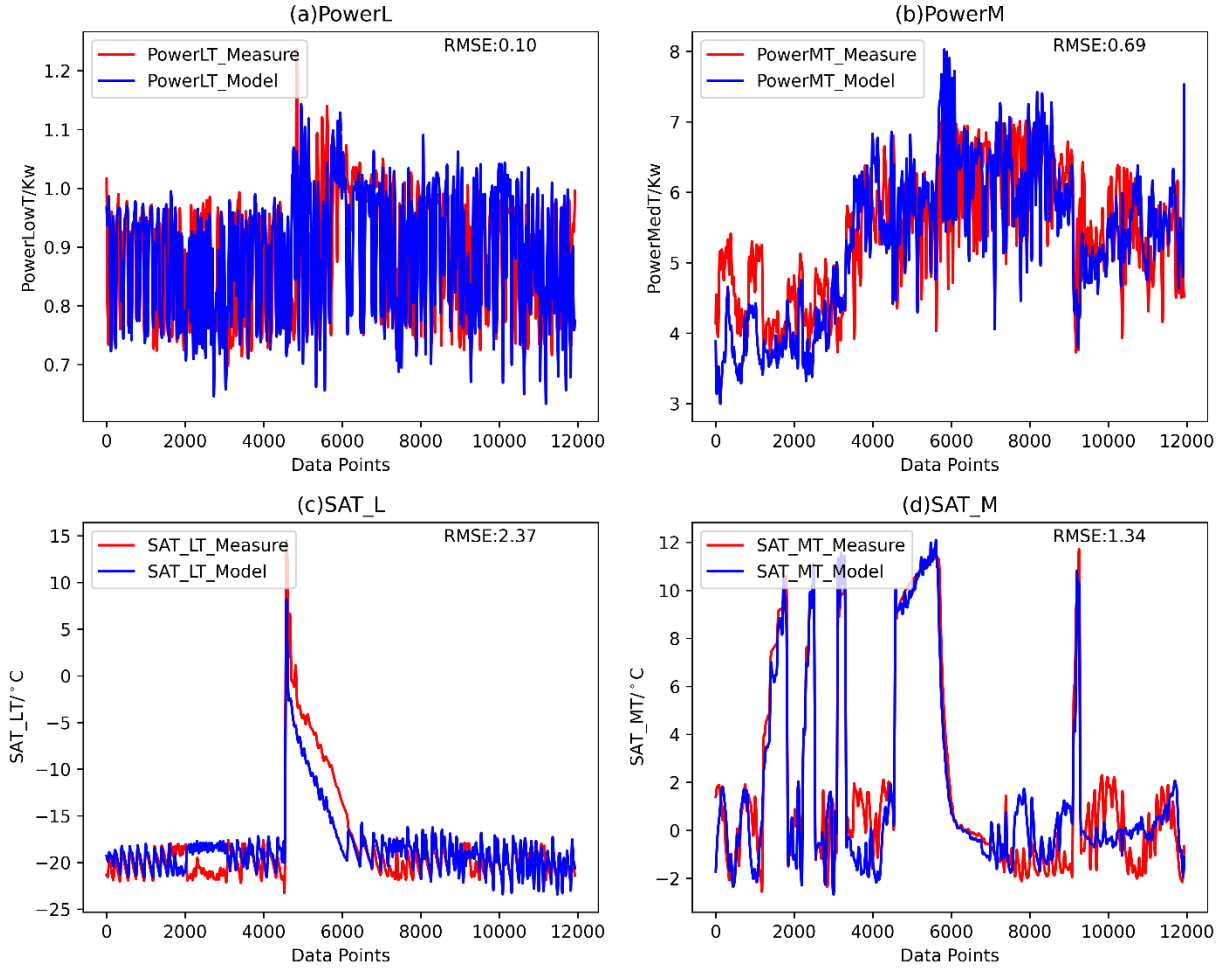 (a)PowerL
RMSE:0.10
PowerLT_Measure
PowerLT_Model
PowerLowT/Kw
1.2
1.1
1.0
0.9
0.8
0.7
0 2000 4000 6000 8000 10000 12000
Data Points
(b)PowerM
RMSE:0.69
PowerMT_Measure
PowerMT_Model
PowerMedT/Kw
8
7
6
5
4
3
0 2000 4000 6000 8000 10000 12000
Data Points
(c)SAT_L
RMSE:2.37
SAT_LT_Measure
SAT_LT_Model
SAT_LT/°C
15
10
5
0
−5
−10
−15
−20
−25
0 2000 4000 6000 8000 10000 12000
Data Points
(d)SAT_M
RMSE:1.34
SAT_MT_Measure
SAT_MT_Model
SAT_MT/°C
12
10
8
6
4
2
0
−2
0 2000 4000 6000 8000 10000 12000
Data Points